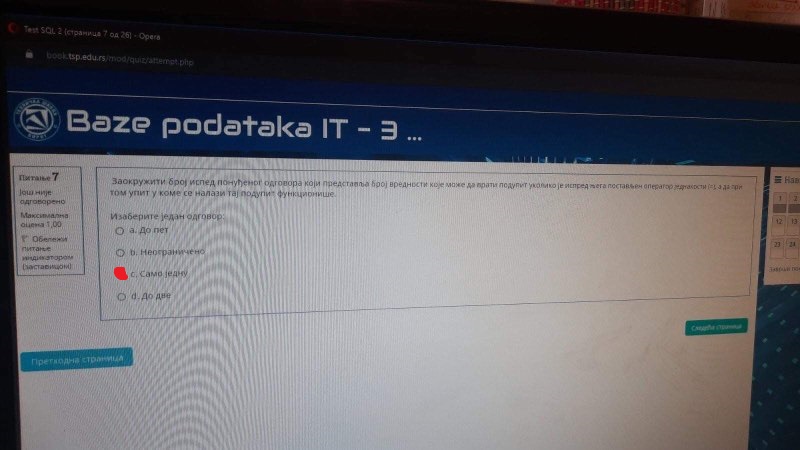 Test SQL 2 (страница 7 од 26) - Opera
book.tsp.edu.rs/mod/quiz/attempt.php
Baze podataka IT - 3 ...
Питање 7
Још није
одговорено
Максимална
оцена 1,00
Обележи
питање
индикатором
(заставицом)
Заокружити број испед понуђеног одговора који представља број вредности које може да врати подупит уколико је испред њега постављен оператор једнакости (=), а да при
том упит у коме се налази тај подупит функционише.
Изаберите један одговор:
a. До пет
b. Неограничено
c. Само једну
d. До две
Претходна страница
Следећа страница
Нав
1 2
12 13
23 24